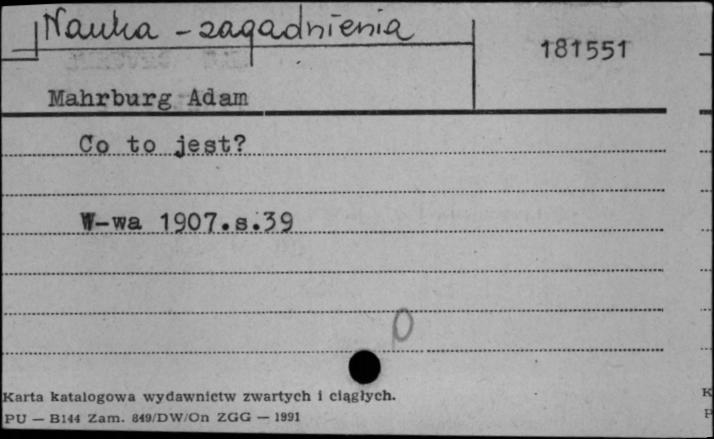 Nauka - zagadnienia
181551
Mahrburg Adam
Co to jest?
W-wa 1907.s.39
Karta katalogowa wydawnictw zwartych i ciągłych.
PU — B144 Zam. 849/DW/On ZGG — 1991